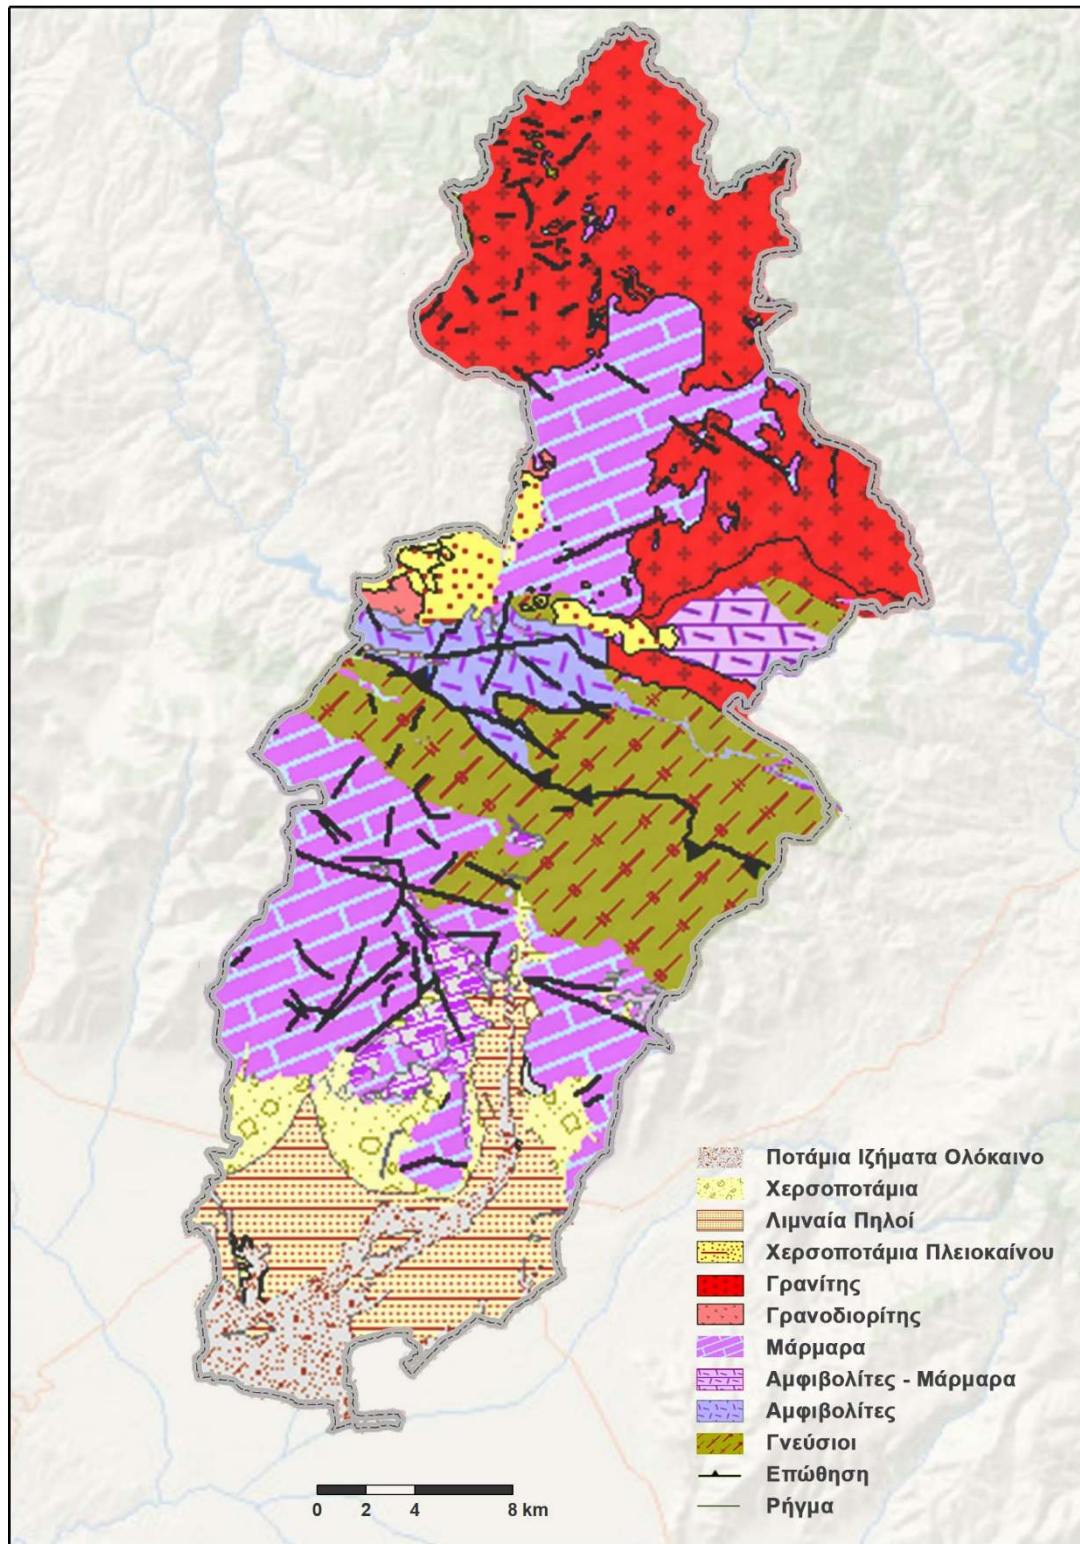 Ποτάμια Ιζήματα Ολόκαινο
Χερσοποτάμια
Λιμναία Πηλοί
Χερσοποτάμια Πλειοκαίνου
Γρανίτης
Γρανοδιορίτης
Μάρμαρα
Αμφιβολίτες - Μάρμαρα
Αμφιβολίτες
Γνεύσιοι
Επώθηση
Ρήγμα
0 2 4 8 km